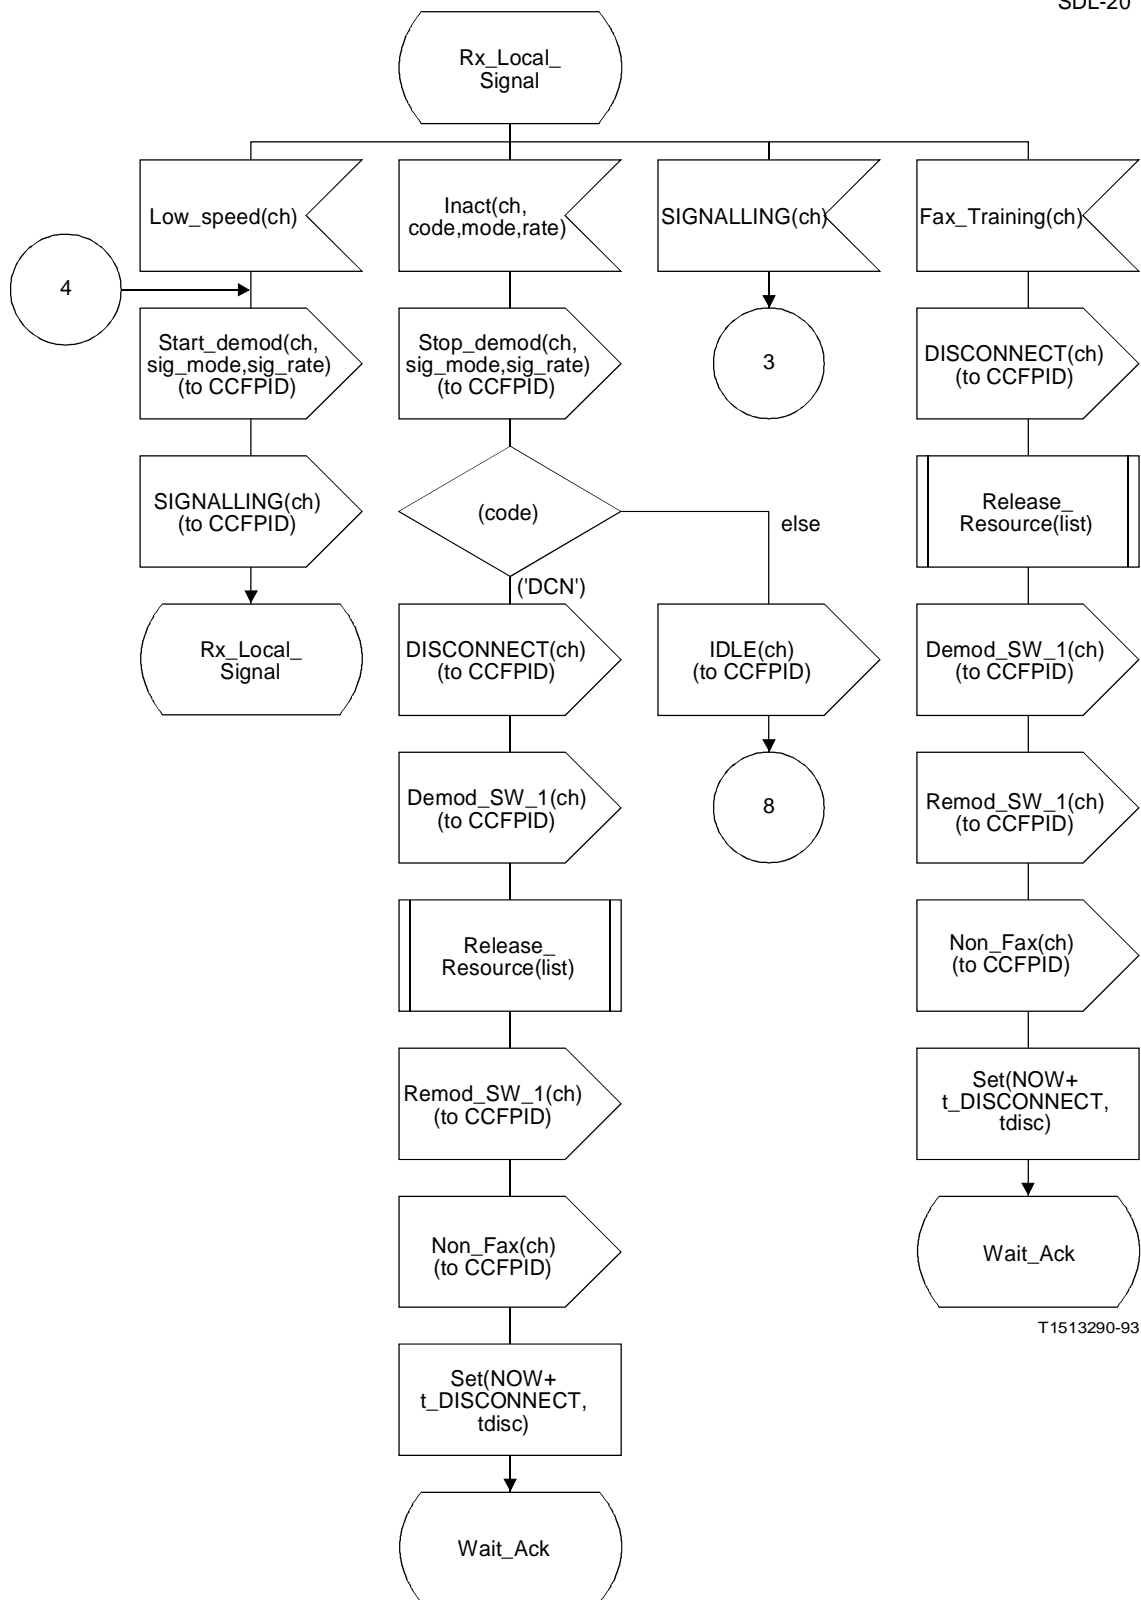 SDL-20
Rx_Local_
Signal
Low_speed(ch)
Inact(ch,
code,mode,rate)
SIGNALLING(ch)
Fax_Training(ch)
4
Start_demod(ch,
sig_mode,sig_rate)
(to CCFPID)
Stop_demod(ch,
sig_mode,sig_rate)
(to CCFPID)
3
DISCONNECT(ch)
(to CCFPID)
SIGNALLING(ch)
(to CCFPID)
(code)
else
('DCN')
Release_
Resource(list)
Rx_Local_
Signal
DISCONNECT(ch)
(to CCFPID)
IDLE(ch)
(to CCFPID)
Demod_SW_1(ch)
(to CCFPID)
Demod_SW_1(ch)
(to CCFPID)
8
Remod_SW_1(ch)
(to CCFPID)
Release_
Resource(list)
Non_Fax(ch)
(to CCFPID)
Remod_SW_1(ch)
(to CCFPID)
Set(NOW+
t_DISCONNECT,
tdisc)
Non_Fax(ch)
(to CCFPID)
Wait_Ack
T1513290-93
Set(NOW+
t_DISCONNECT,
tdisc)
Wait_Ack